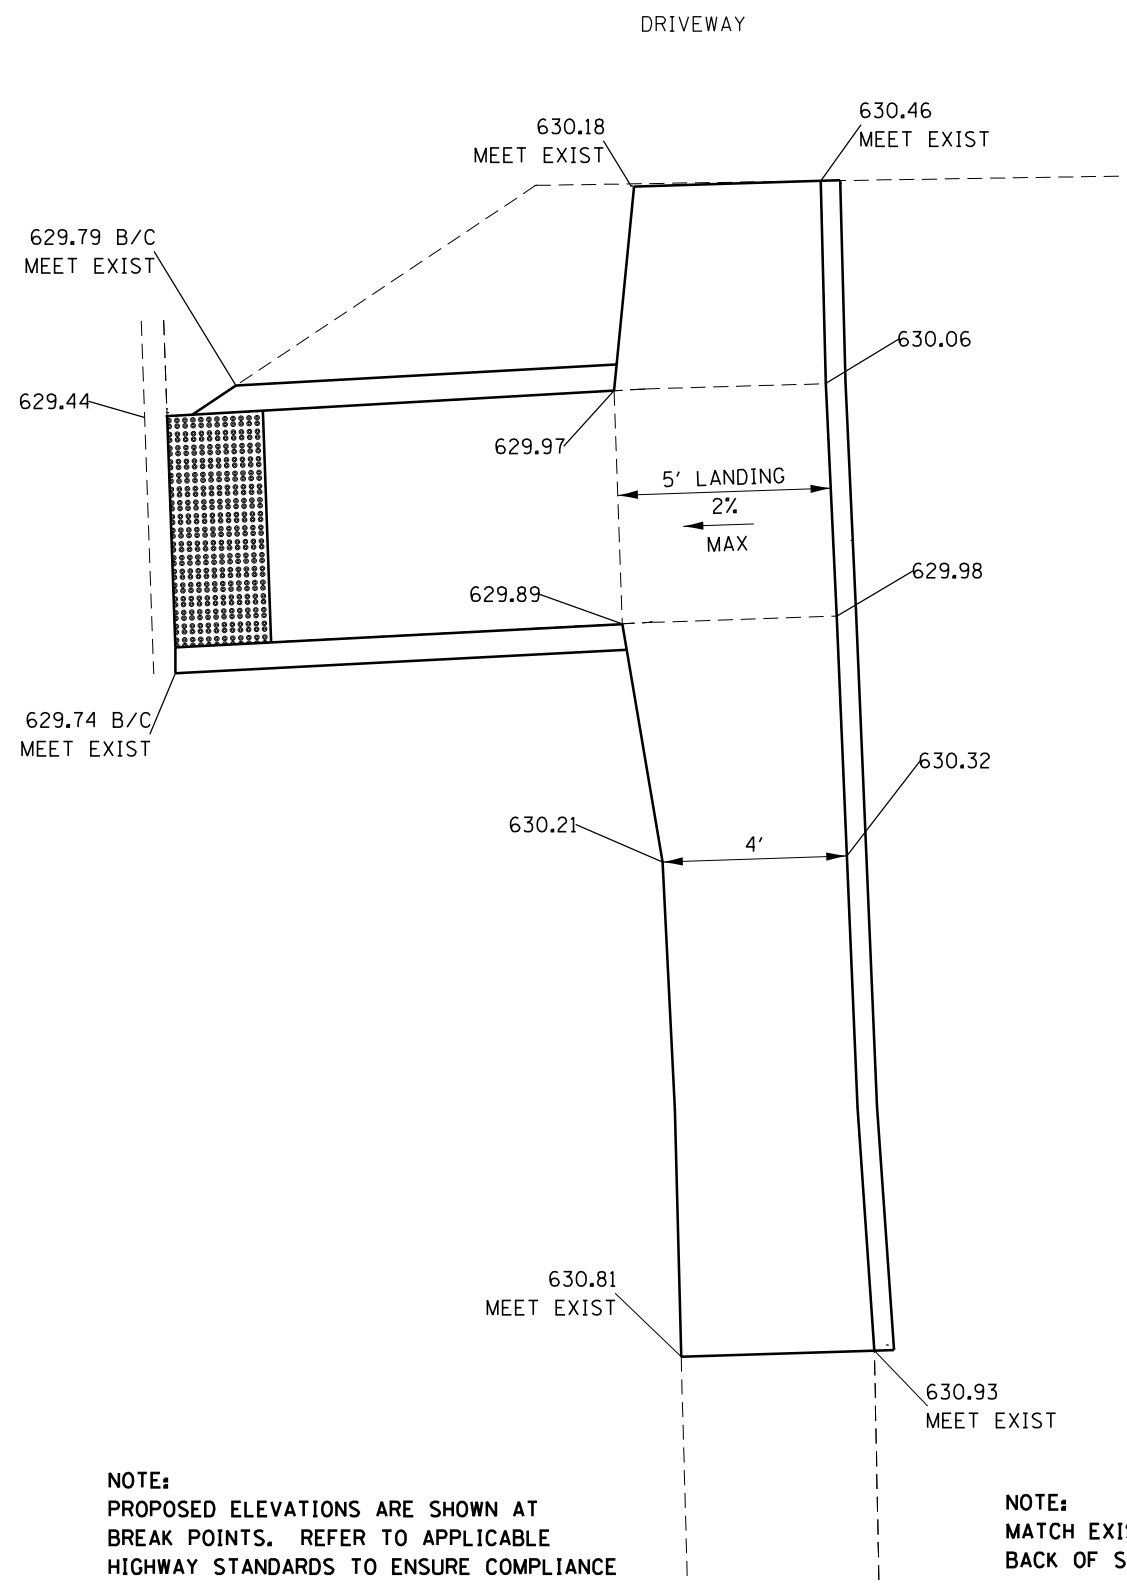 DRIVEWAY
630.46
MEET EXIST
630.18
MEET EXIST
629.79 B/C
MEET EXIST
630.06
629.44
629.97
5' LANDING
2%
MAX
629.98
629.89
629.74 B/C
MEET EXIST
630.32
630.21
4'
630.81
MEET EXIST
630.93
MEET EXIST
NOTE:
PROPOSED ELEVATIONS ARE SHOWN AT
BREAK POINTS. REFER TO APPLICABLE
HIGHWAY STANDARDS TO ENSURE COMPLIANCE
NOTE:
MATCH
BACK OF